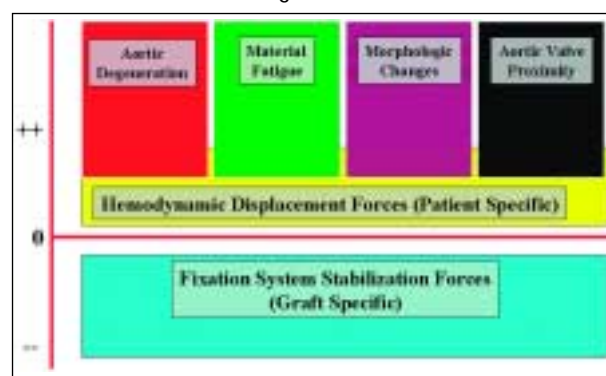 Aortic
Degeneration
Material
Fatigue
Morphologic
Changes
Aortic Valve
Proximity
++
Hemodynamic Displacement Forces (Patient Specific)
0
Fixation System Stabilization Forces
(Graft Specific)
--